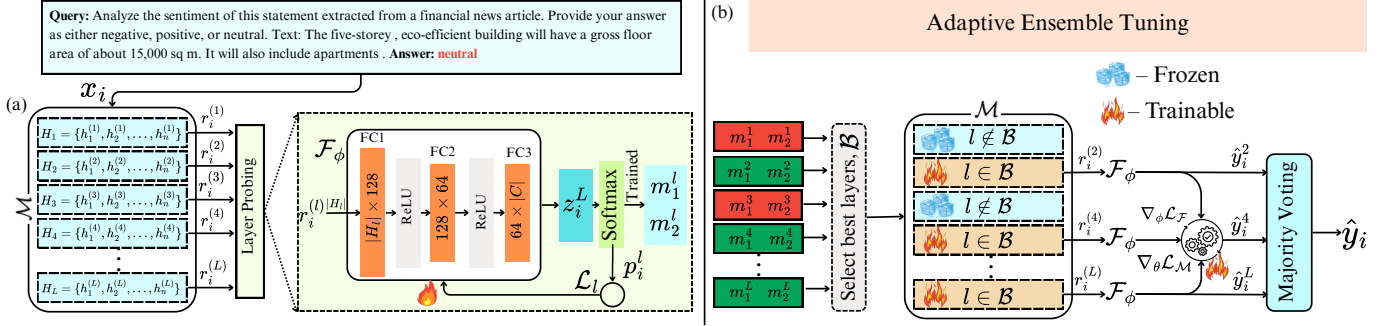 Query: Analyze the sentiment of this statement extracted from a financial news article. Provide your answer
as either negative, positive, or neutral. Text: The five-storey , eco-efficient building will have a gross floor
area of about 15,000 sq m. It will also include apartments . Answer: neutral
x_i
(a)
H_1 = {h_1^{(1)}, h_2^{(1)}, ..., h_n^{(1)}}
r_i^{(1)}
H_2 = {h_1^{(2)}, h_2^{(2)}, ..., h_n^{(2)}}
r_i^{(2)}
H_3 = {h_1^{(3)}, h_2^{(3)}, ..., h_n^{(3)}}
r_i^{(3)}
H_4 = {h_1^{(4)}, h_2^{(4)}, ..., h_n^{(4)}}
r_i^{(4)}
H_L = {h_1^{(L)}, h_2^{(L)}, ..., h_n^{(L)}}
r_i^{(L)}
ℳ
Layer Probing
ℱ_ϕ
r_i^{(l)|H_l|}
FC1
|H_l| × 128
ReLU
FC2
128 × 64
ReLU
FC3
64 × |C|
z_i^L
Softmax
Trained
m_1^l
m_2^l
p_i^l
ℒ_l
(b)
Adaptive Ensemble Tuning
– Frozen
– Trainable
m_1^1 m_2^1
m_1^2 m_2^2
m_1^3 m_2^3
m_1^4 m_2^4
m_1^L m_2^L
Select best layers, ℬ
ℳ
l ∉ ℬ
l ∈ ℬ
l ∉ ℬ
l ∈ ℬ
l ∈ ℬ
r_i^{(2)}
ℱ_ϕ
ŷ_i^2
r_i^{(4)}
ℱ_ϕ
ŷ_i^4
r_i^{(L)}
ℱ_ϕ
ŷ_i^L
∇_ϕ ℒ_ℱ
∇_θ ℒ_ℳ
Majority Voting
ŷ_i